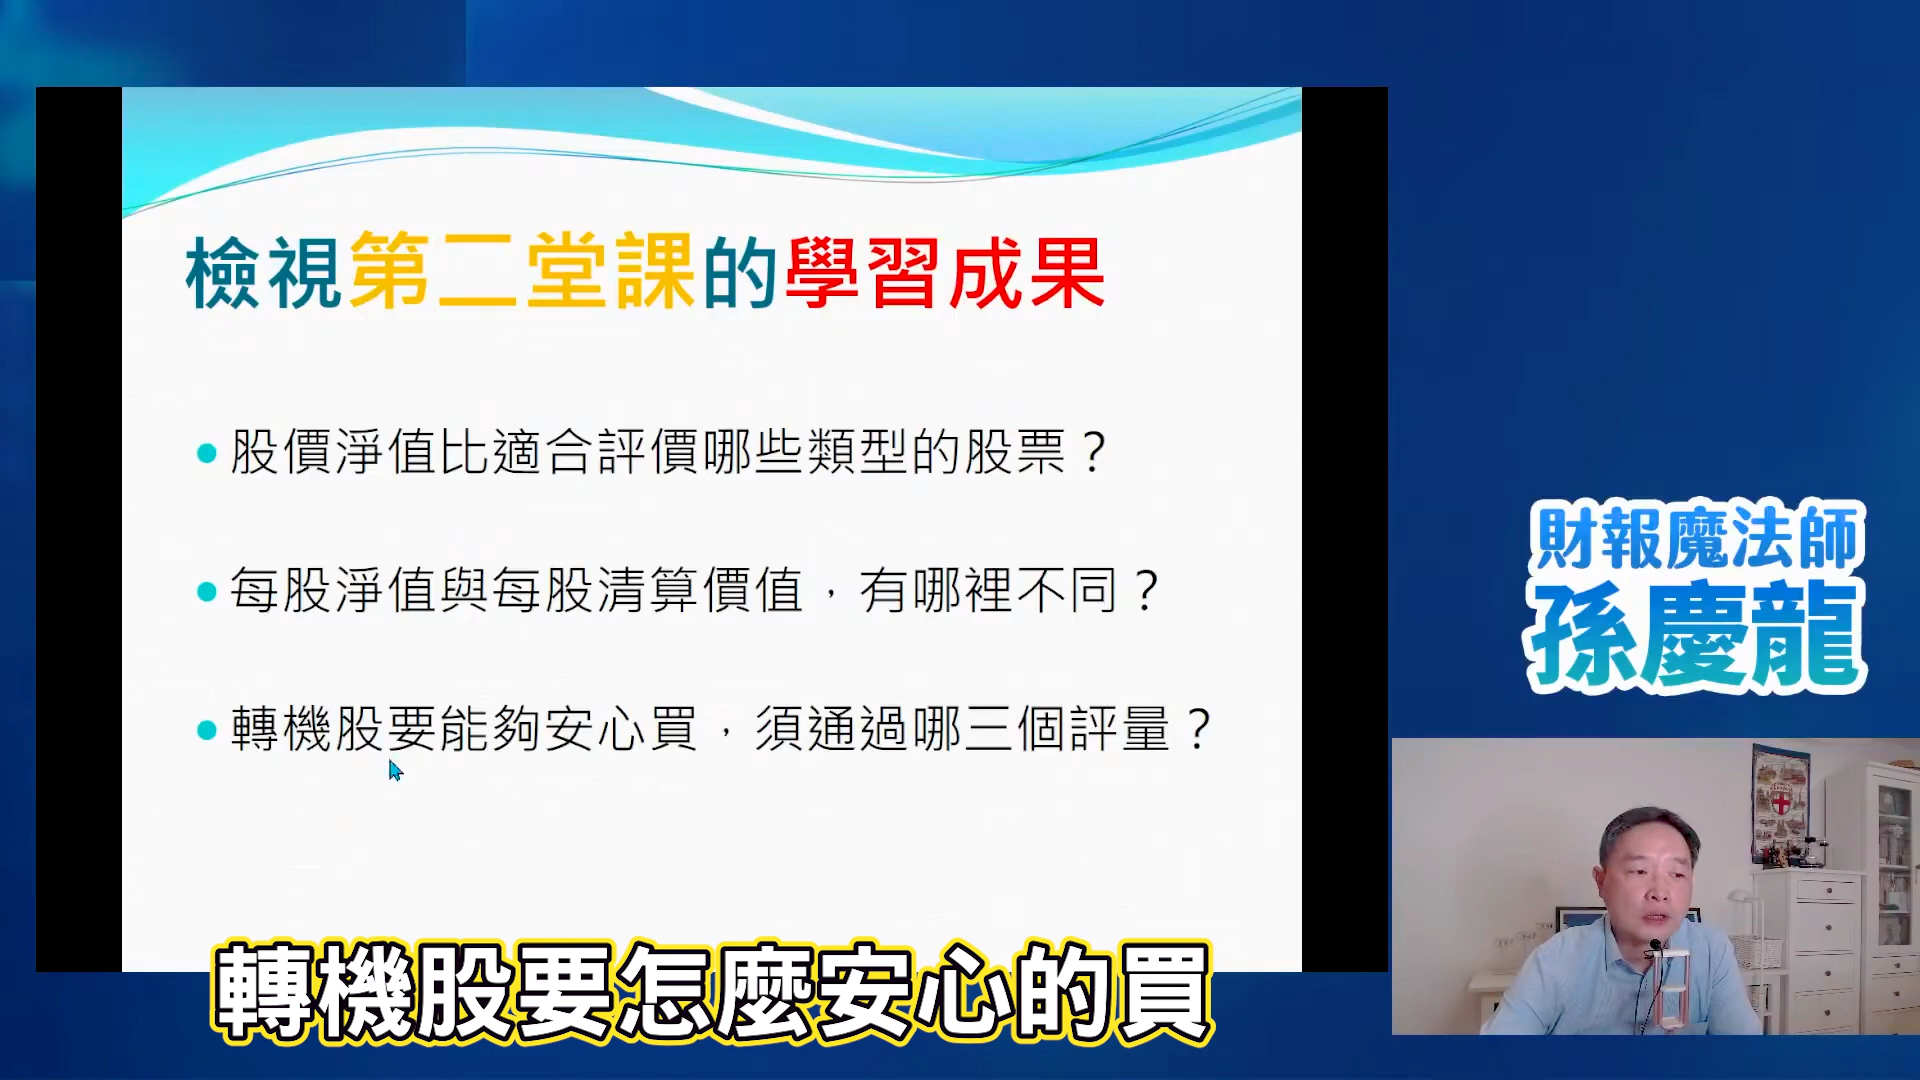 檢視第二堂課的學習成果
股價淨值比適合評價哪些類型的股票？
每股淨值與每股清算價值，有哪裡不同？
轉機股要能夠安心買，須通過哪三個評量？
財報魔法師
孫慶龍
轉機股要怎麼安心的買